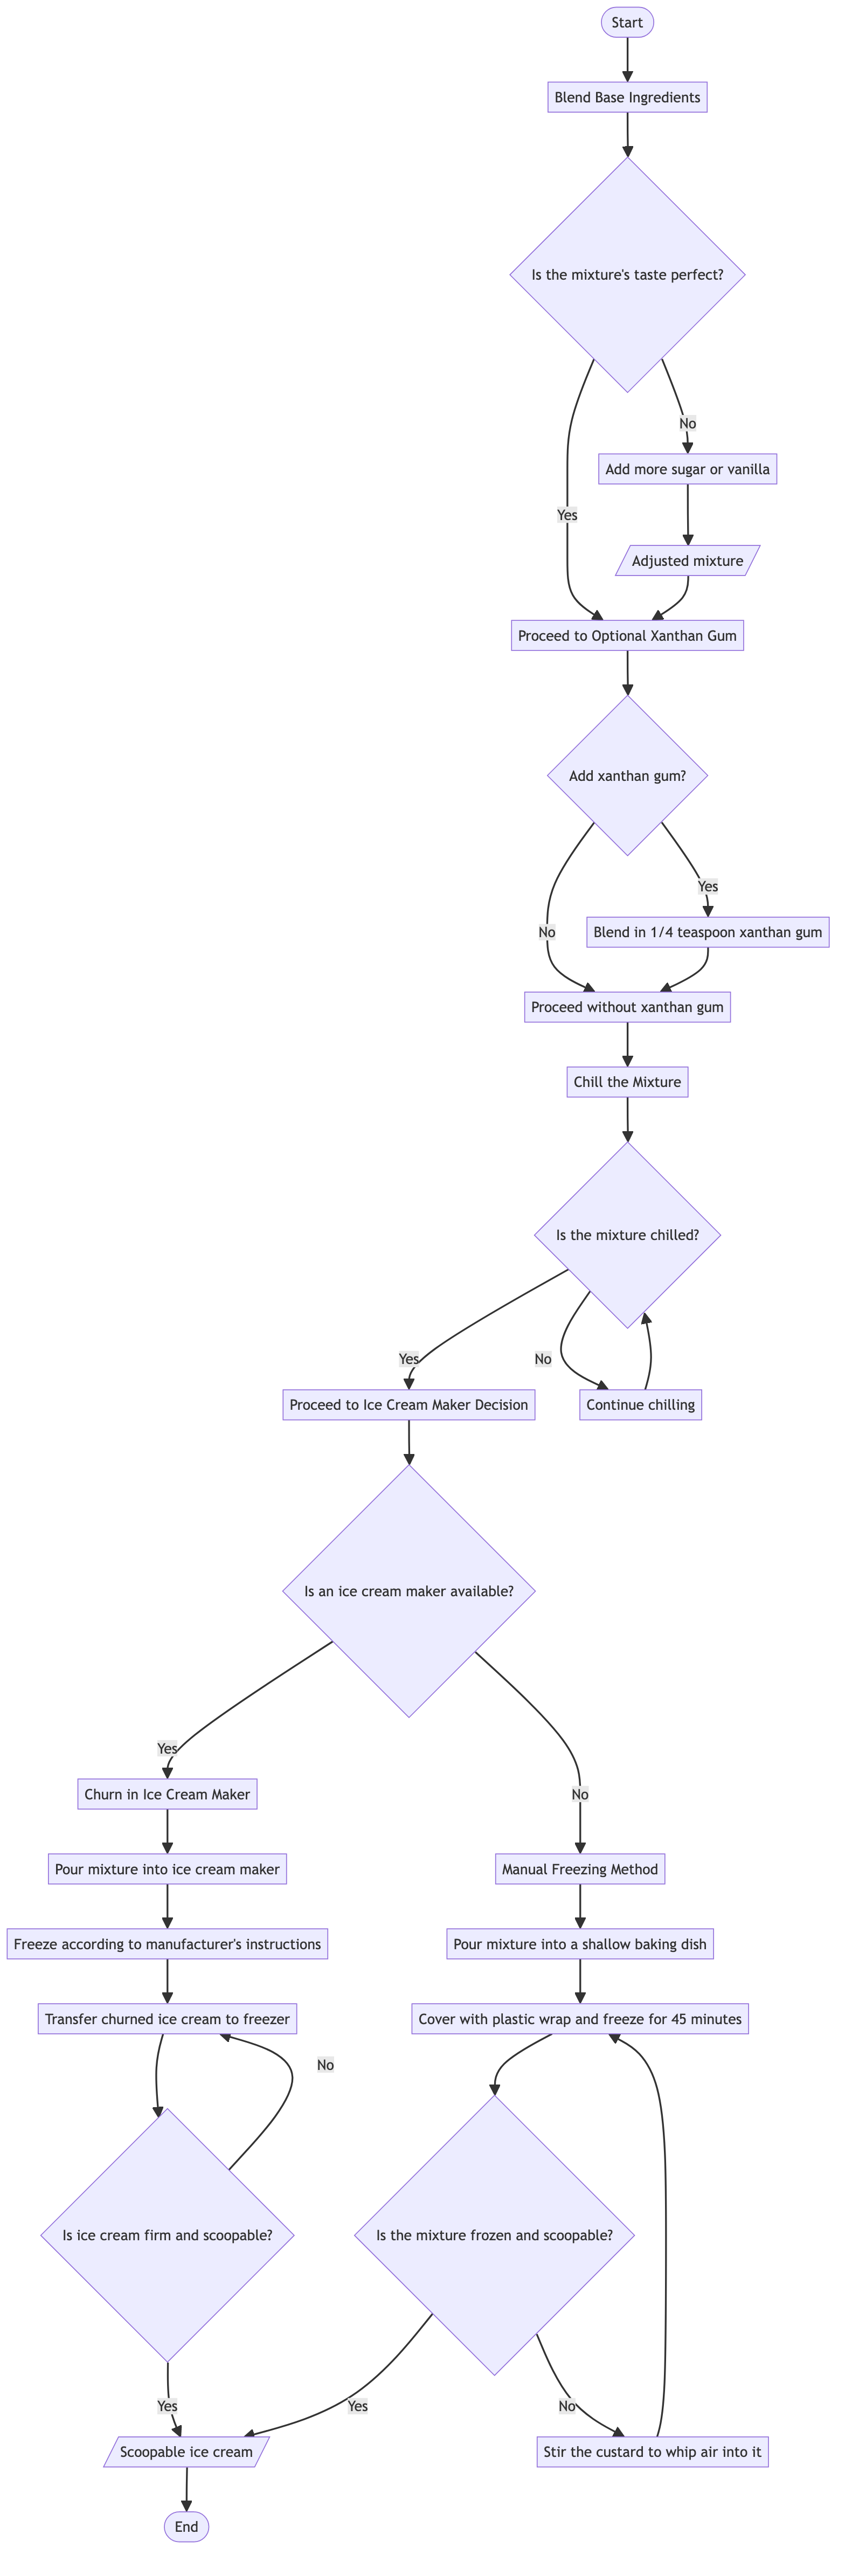 Start
Blend Base Ingredients
Is the mixture's taste perfect?
No
Add more sugar or vanilla
Yes
Adjusted mixture
Proceed to Optional Xanthan Gum
Add xanthan gum?
Yes
No
Blend in 1/4 teaspoon xanthan gum
Proceed without xanthan gum
Chill the Mixture
Is the mixture chilled?
Yes
No
Proceed to Ice Cream Maker Decision
Continue chilling
Is an ice cream maker available?
Yes
Churn in Ice Cream Maker
No
Pour mixture into ice cream maker
Manual Freezing Method
Freeze according to manufacturer's instructions
Pour mixture into a shallow baking dish
Transfer churned ice cream to freezer
Cover with plastic wrap and freeze for 45 minutes
No
Is ice cream firm and scoopable?
Is the mixture frozen and scoopable?
Yes
Yes
No
Scoopable ice cream
Stir the custard to whip air into it
End